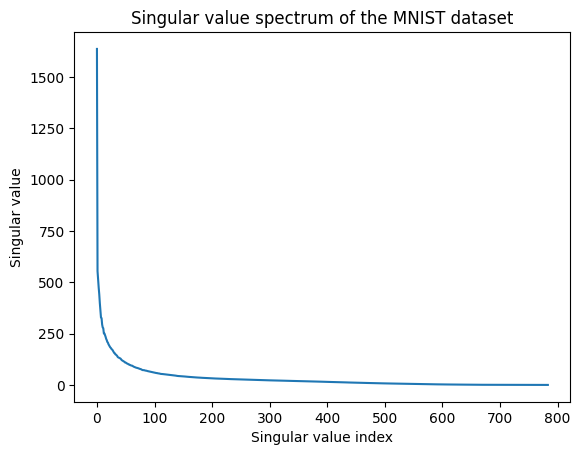 Singular value spectrum of the MNIST dataset
Singular value
1500
1250
1000
750
500
250
0
0 100 200 300 400 500 600 700 800
Singular value index